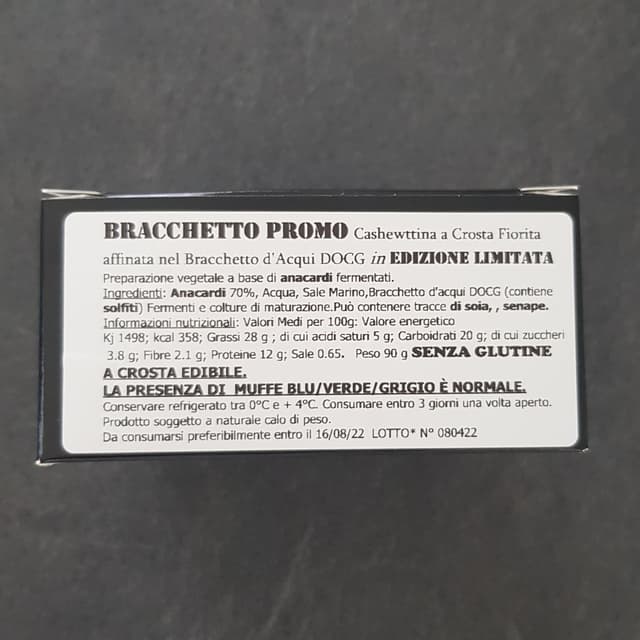 BRACCHETTO PROMO Cashewttina a Crosta Fiorita
affinata nel Bracchetto d'Acqui DOCG in EDIZIONE LIMITATA
Preparazione vegetale a base di anacardi fermentati.
Ingredienti: Anacardi 70%, Acqua, Sale Marino,Bracchetto d'acqui DOCG (contiene
solfiti) Fermenti e colture di maturazione.Può contenere tracce di soia, , senape.
Informazioni nutrizionali: Valori Medi per 100g: Valore energetico
Kj 1498; kcal 358; Grassi 28 g ; di cui acidi saturi 5 g; Carboidrati 20 g; di cui zuccheri
3.8 g; Fibre 2.1 g; Proteine 12 g; Sale 0.65. Peso 90 g SENZA GLUTINE
A CROSTA EDIBILE.
LA PRESENZA DI MUFFE BLU/VERDE/GRIGIO È NORMALE.
Conservare refrigerato tra 0°C e + 4°C. Consumare entro 3 giorni una volta aperto.
Prodotto soggetto a naturale calo di peso.
Da consumarsi preferibilmente entro il 16/08/22 LOTTO* N° 080422